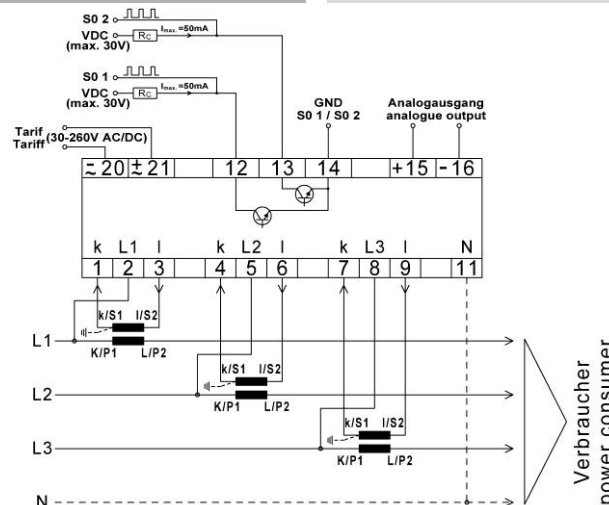 S0 2
VDC
(max. 30V)
Rc
Imax. =50mA
S0 1
VDC
(max. 30V)
Rc
Imax. =50mA
GND
S0 1 / S0 2
Analogausgang
analogue output
Tarif
Tariff
(30-260V AC/DC)
≂ 20 ± 21 12 13 14 +15 -16
k L1 l k L2 l k L3 l N
1 2 3 4 5 6 7 8 9 11
k/S1 l/S2
L1
K/P1 L/P2
k/S1 l/S2
L2
K/P1 L/P2
k/S1 l/S2
L3
K/P1 L/P2
N
Verbraucher
power consumer